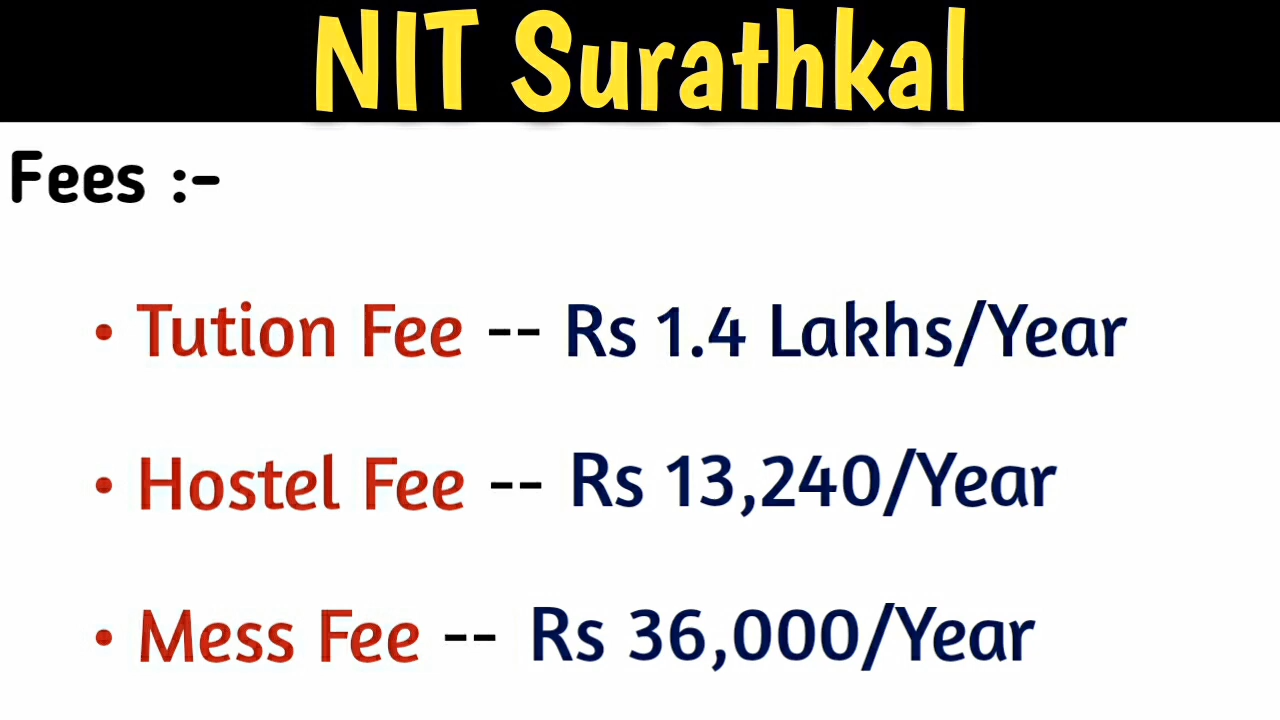 NIT Surathkal
Fees :-
• Tution Fee -- Rs 1.4 Lakhs/Year
• Hostel Fee -- Rs 13,240/Year
• Mess Fee -- Rs 36,000/Year